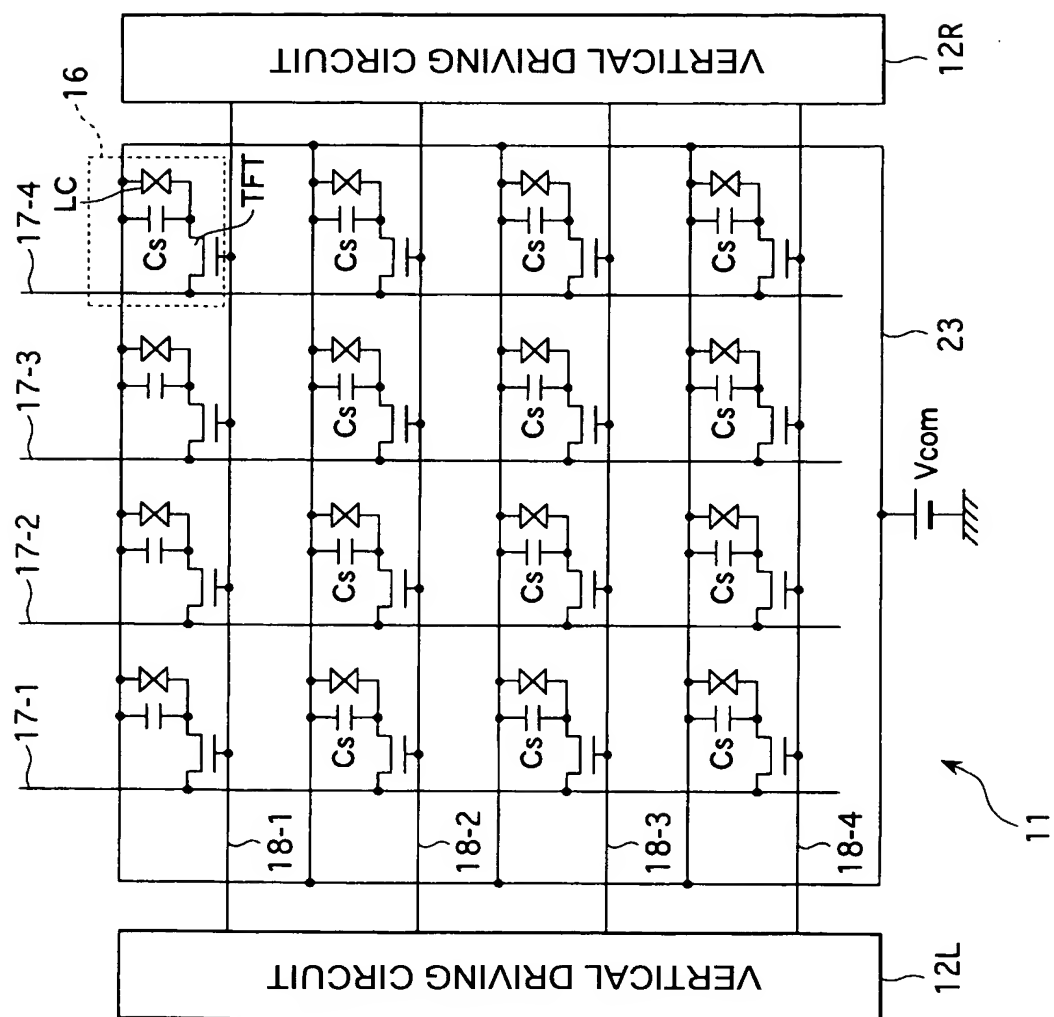 17-1
17-2
17-3
17-4
16
LC
TFT
Cs
18-1
Cs
Cs
Cs
Cs
18-2
Cs
Cs
Cs
Cs
18-3
Cs
Cs
Cs
Cs
18-4
VERTICAL DRIVING CIRCUIT
12L
VERTICAL DRIVING CIRCUIT
12R
23
Vcom
11